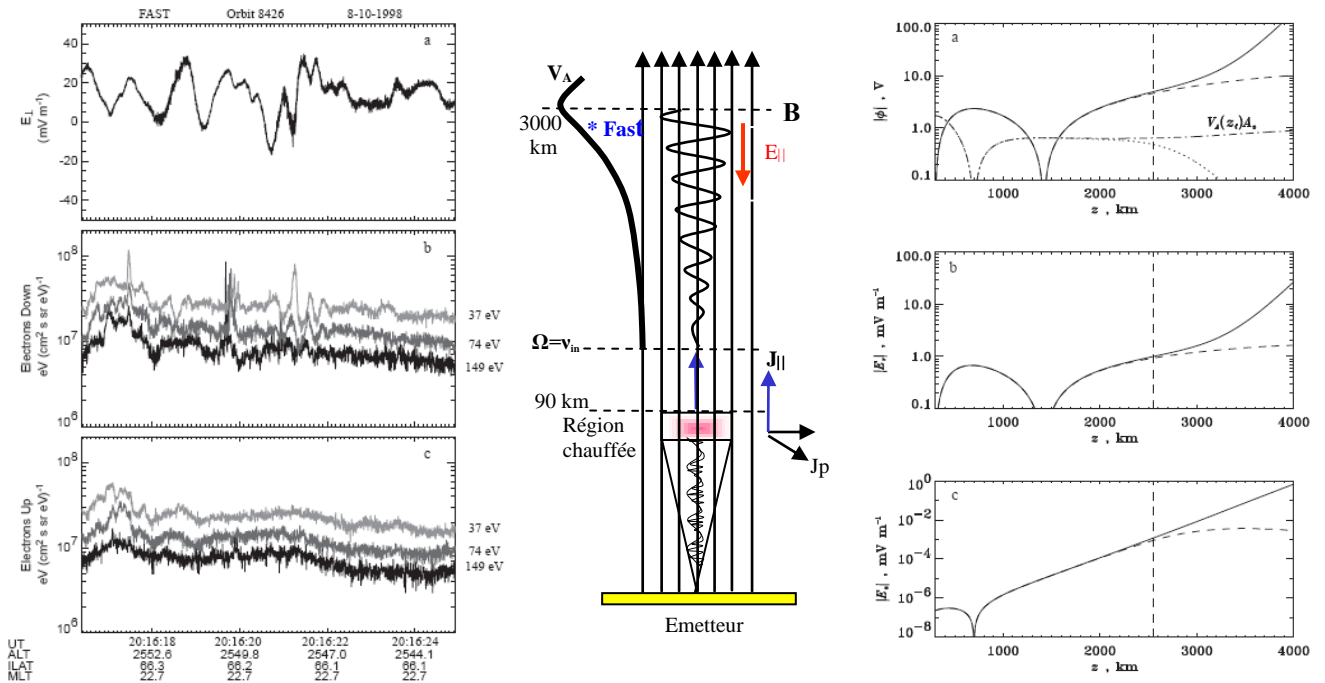 FAST Orbit 8426 8-10-1998
a
40
20
0
-20
-40
E⊥
(mV m⁻¹)
b
10⁸
10⁷
10⁶
Electrons Down
eV (cm² s sr eV)⁻¹
37 eV
74 eV
149 eV
c
10⁸
10⁷
10⁶
Electrons Up
eV (cm² s sr eV)⁻¹
37 eV
74 eV
149 eV
UT 20:16:18 20:16:20 20:16:22 20:16:24
ALT 2552.6 2549.8 2547.0 2544.1
ILAT 66.3 66.2 66.1 66.1
MLT 22.7 22.7 22.7 22.7
V_A
3000
km
* Fast
B
E||
Ω=ν_in
J||
90 km
Région
chauffée
Jp
Emetteur
a
100.0
10.0
1.0
0.1
|ϕ| , V
V_A(z_f)A_s
1000 2000 3000 4000
z , km
b
100.0
10.0
1.0
0.1
mV m⁻¹
1000 2000 3000 4000
z , km
c
10⁰
10⁻²
10⁻⁴
10⁻⁶
10⁻⁸
mV m⁻¹
1000 2000 3000 4000
z , km